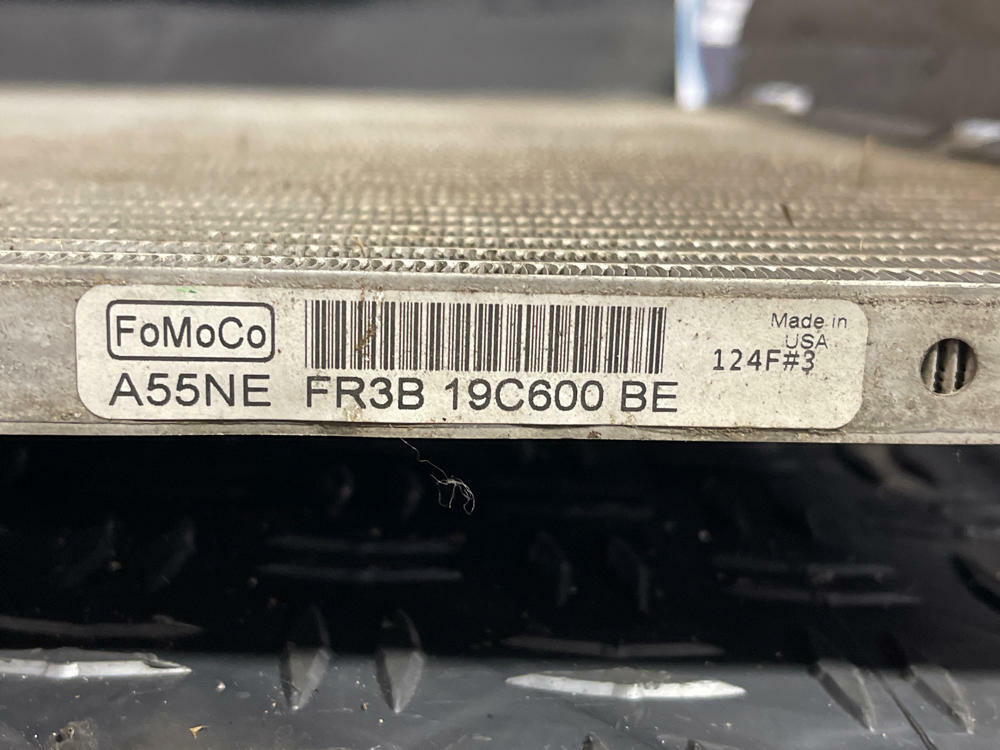 FoMoCo
Made in
USA
124F#3
A55NE FR3B 19C600 BE